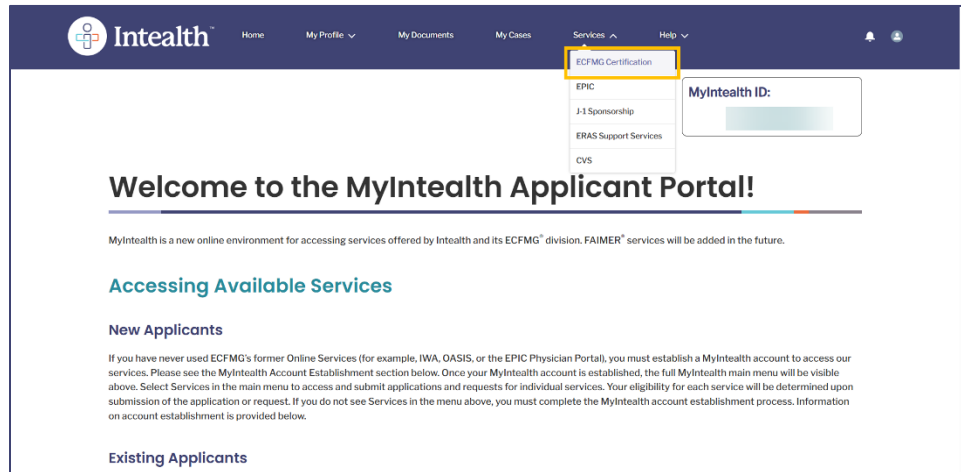 Intealth™
Home
My Profile
My Documents
My Cases
Services
Help
ECFMG Certification
EPIC
J-1 Sponsorship
ERAS Support Services
CVS
MyIntealth ID:
Welcome to the MyIntealth Applicant Portal!
MyIntealth is a new online environment for accessing services offered by Intealth and its ECFMG® division. FAIMER® services will be added in the future.
Accessing Available Services
New Applicants
If you have never used ECFMG's former Online Services (for example, IWA, OASIS, or the EPIC Physician Portal), you must establish a MyIntealth account to access our
services. Please see the MyIntealth Account Establishment section below. Once your MyIntealth account is established, the full MyIntealth main menu will be visible
above. Select Services in the main menu to access and submit applications and requests for individual services. Your eligibility for each service will be determined upon
submission of the application or request. If you do not see Services in the menu above, you must complete the MyIntealth account establishment process. Information
on account establishment is provided below.
Existing Applicants